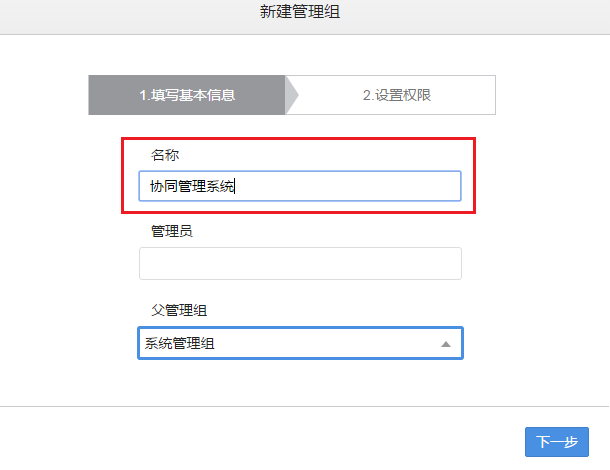 新建管理组
1.填写基本信息
2.设置权限
名称
协同管理系统
管理员
父管理组
系统管理组
下一步